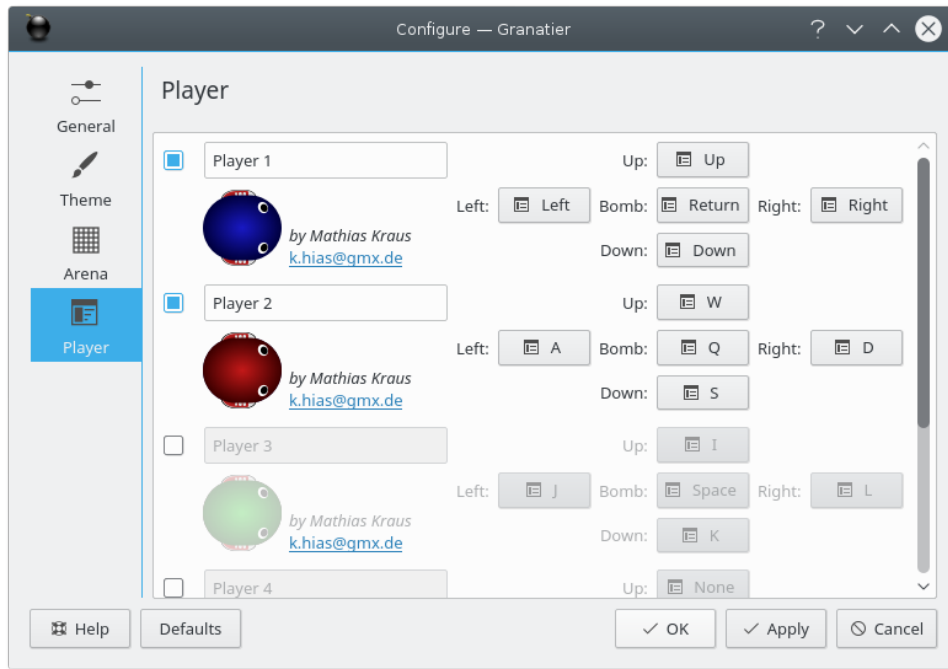 Configure — Granatier
General
Theme
Arena
Player
Player
Player 1
Up: Up
Left: Left Bomb: Return Right: Right
by Mathias Kraus
k.hias@gmx.de
Down: Down
Player 2
Up: W
Left: A Bomb: Q Right: D
by Mathias Kraus
k.hias@gmx.de
Down: S
Player 3
Up: I
Left: J Bomb: Space Right: L
by Mathias Kraus
k.hias@gmx.de
Down: K
Player 4
Up: None
Help Defaults OK Apply Cancel